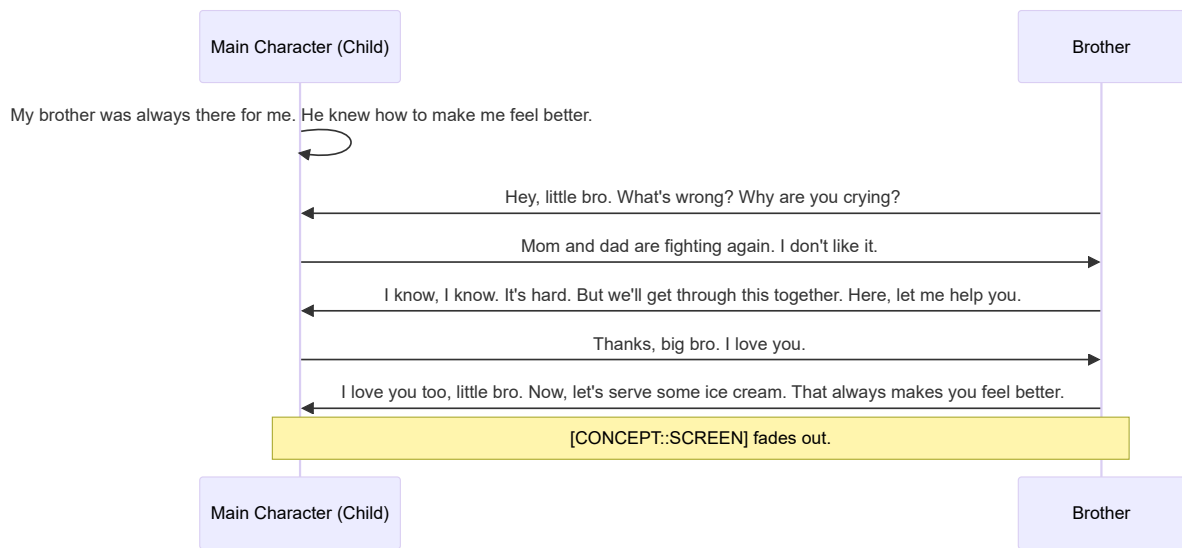 Main Character (Child)
Brother
My brother was always there for me. He knew how to make me feel better.
Hey, little bro. What's wrong? Why are you crying?
Mom and dad are fighting again. I don't like it.
I know, I know. It's hard. But we'll get through this together. Here, let me help you.
Thanks, big bro. I love you.
I love you too, little bro. Now, let's serve some ice cream. That always makes you feel better.
[CONCEPT::SCREEN] fades out.
Main Character (Child)
Brother